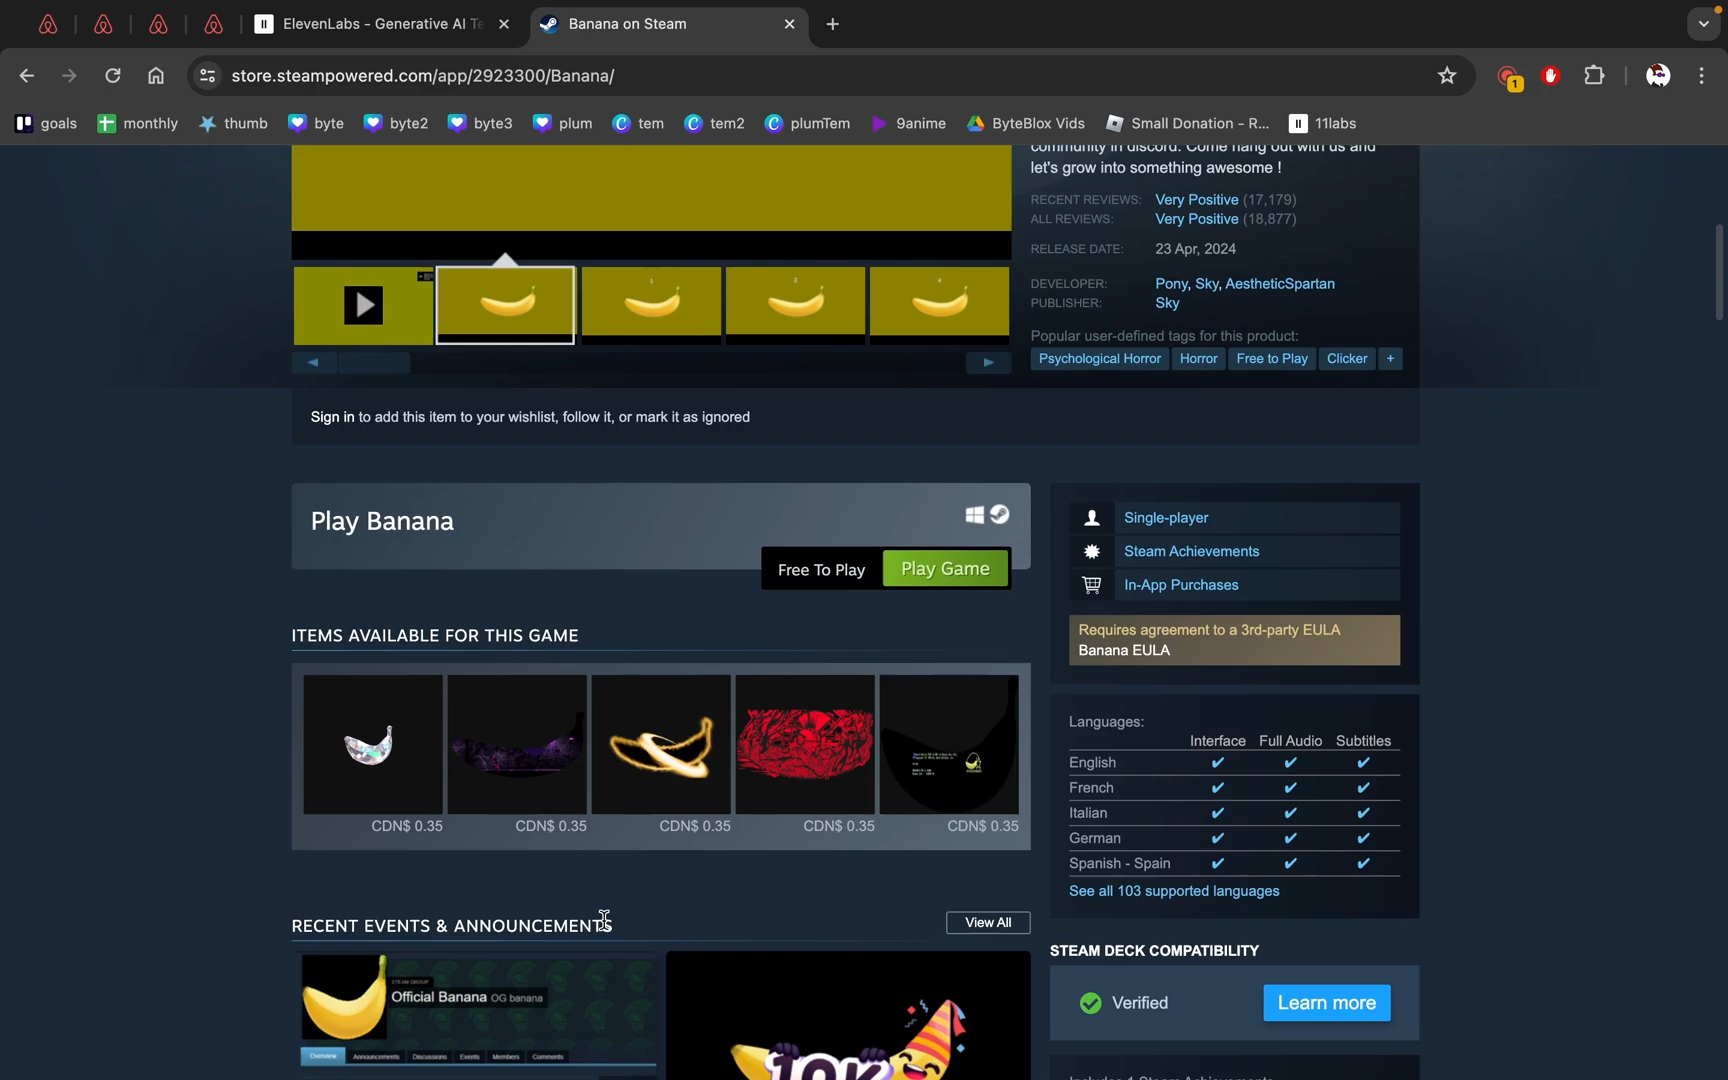 ElevenLabs - Generative AI Te
Banana on Steam
store.steampowered.com/app/2923300/Banana/
1
goals
monthly
thumb
byte
byte2
byte3
plum
tem
tem2
plumTem
9anime
ByteBlox Vids
Small Donation - R...
11labs
community in discord. Come hang out with us and
let's grow into something awesome !
RECENT REVIEWS: Very Positive (17,179)
ALL REVIEWS: Very Positive (18,877)
RELEASE DATE: 23 Apr, 2024
DEVELOPER: Pony, Sky, AestheticSpartan
PUBLISHER: Sky
Popular user-defined tags for this product:
Psychological Horror Horror Free to Play Clicker +
Sign in to add this item to your wishlist, follow it, or mark it as ignored
Play Banana
Free To Play Play Game
ITEMS AVAILABLE FOR THIS GAME
CDN$ 0.35 CDN$ 0.35 CDN$ 0.35 CDN$ 0.35 CDN$ 0.35
RECENT EVENTS & ANNOUNCEMENTS
View All
STEAM GROUP
Official Banana OG banana
Overview Announcements Discussions Events Members Comments
10K
Single-player
Steam Achievements
In-App Purchases
Requires agreement to a 3rd-party EULA
Banana EULA
Languages:
Interface Full Audio Subtitles
English ✔ ✔ ✔
French ✔ ✔ ✔
Italian ✔ ✔ ✔
German ✔ ✔ ✔
Spanish - Spain ✔ ✔ ✔
See all 103 supported languages
STEAM DECK COMPATIBILITY
Verified
Learn more